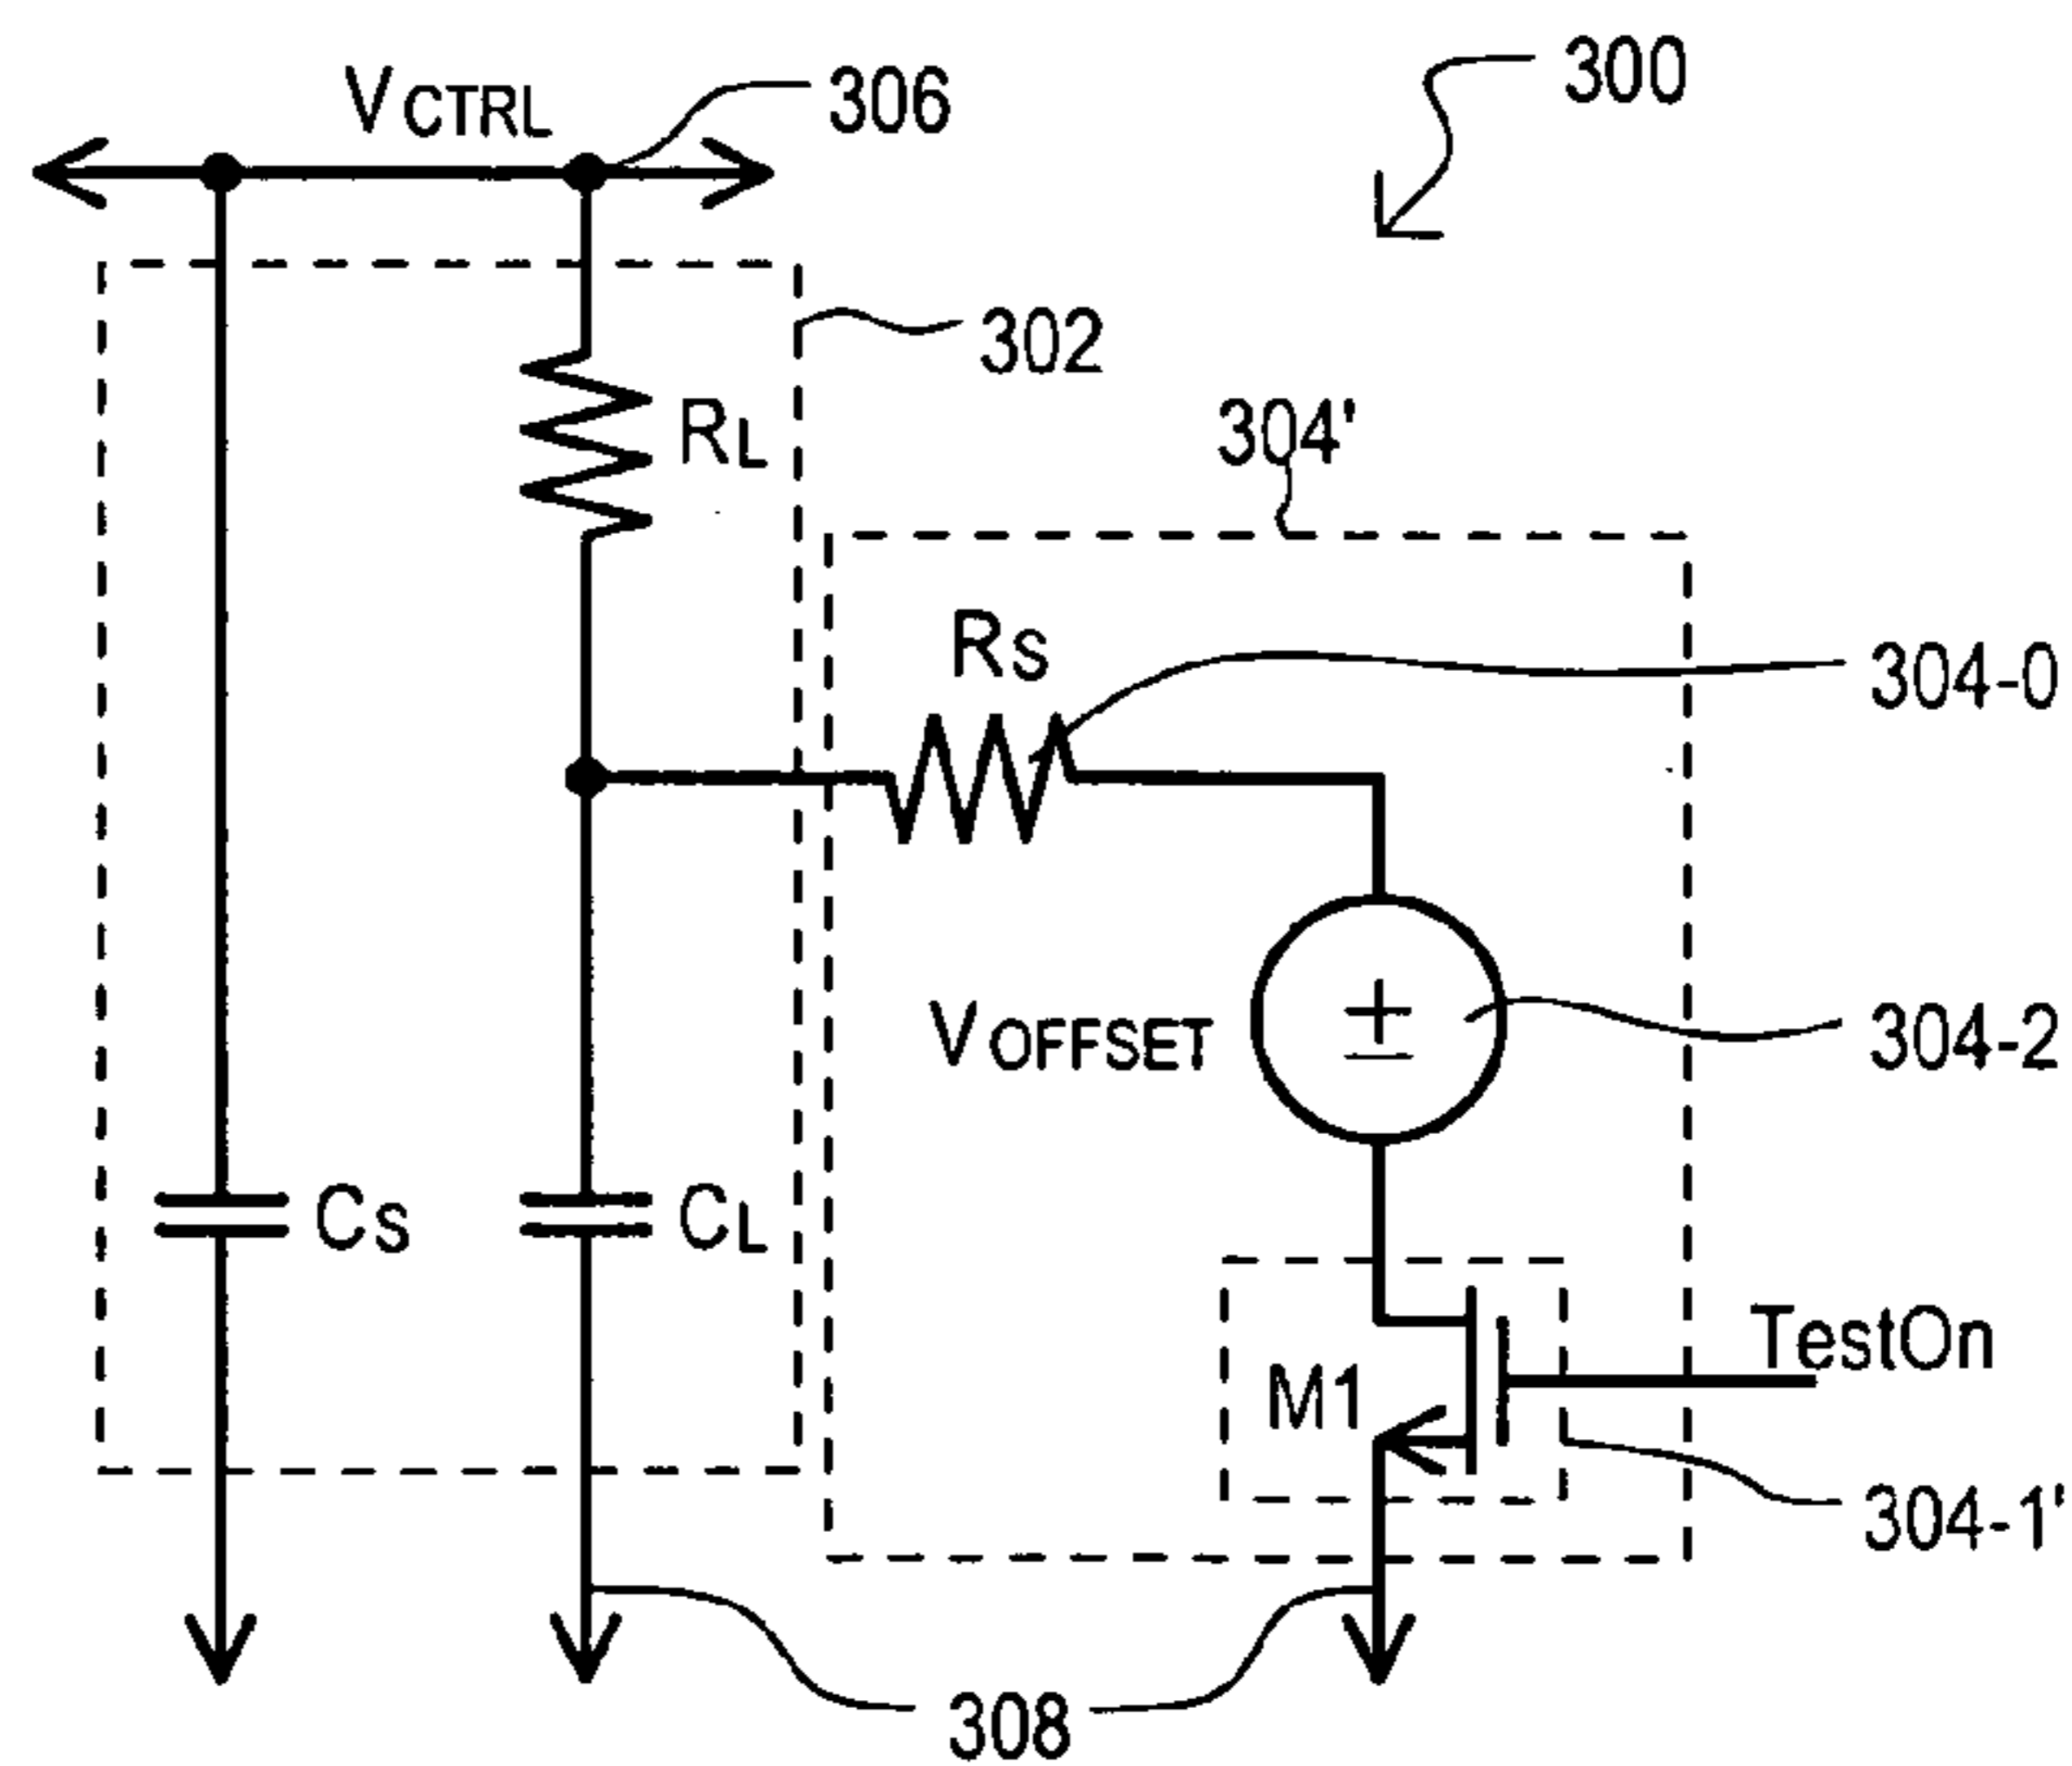 300
VCTRL
306
302
RL
304'
RS
304-0
VOFFSET
±
304-2
CS
CL
M1
TestOn
304-1'
308